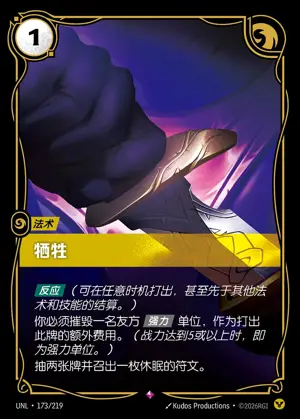 1
法术
牺牲
反应 (可在任意时机打出,甚至先于其他法
术和技能的结算。)
你必须摧毁一名友方 强力 单位,作为打出
此牌的额外费用。(战力达到5或以上时,即
为强力单位。)
抽两张牌并召出一枚休眠的符文。
UNL • 173/219
Kudos Productions • ©2026RGI